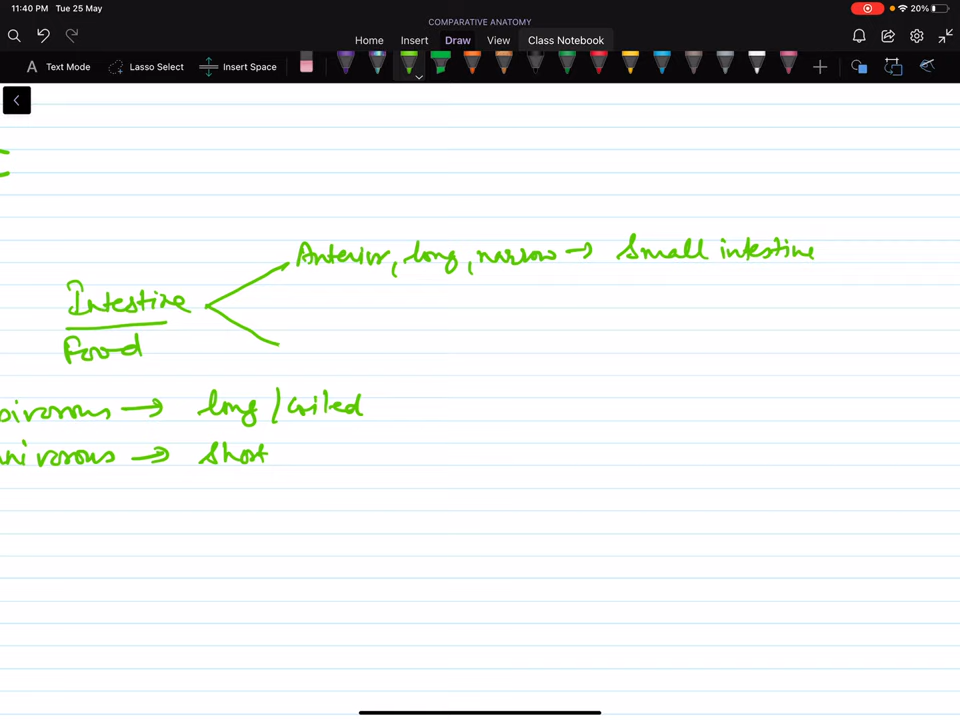 11:40 PM Tue 25 May
20%
COMPARATIVE ANATOMY
Home Insert Draw View Class Notebook
Text Mode Lasso Select Insert Space
Anterior, long, narrow → Small intestine
Intestine
Food
→ long / coiled
→ Short